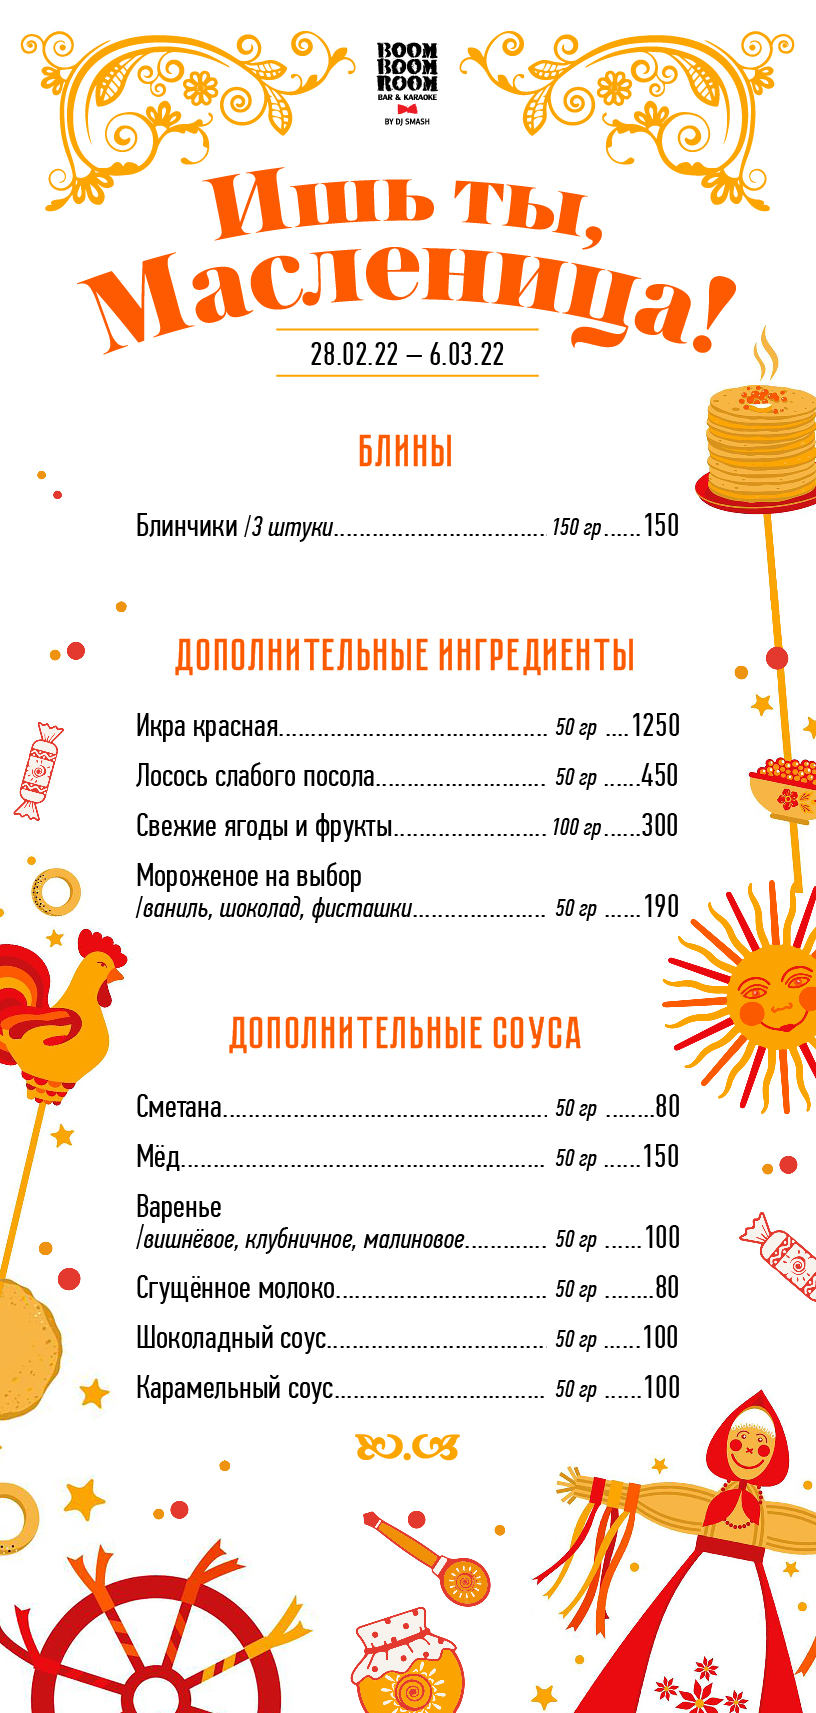 BOOM
BOOM
ROOM
BAR & KARAOKE
BY DJ SMASH
Ишь ты,
Масленица!
28.02.22 – 6.03.22
БЛИНЫ
Блинчики /3 штуки................................. 150 гр......150
ДОПОЛНИТЕЛЬНЫЕ ИНГРЕДИЕНТЫ
Икра красная.......................................... 50 гр ....1250
Лосось слабого посола........................... 50 гр ......450
Свежие ягоды и фрукты........................ 100 гр......300
Мороженое на выбор
/ваниль, шоколад, фисташки..................... 50 гр ......190
ДОПОЛНИТЕЛЬНЫЕ СОУСА
Сметана................................................... 50 гр ........80
Мёд......................................................... 50 гр ......150
Варенье
/вишнёвое, клубничное, малиновое............. 50 гр ......100
Сгущённое молоко................................. 50 гр ........80
Шоколадный соус.................................. 50 гр ......100
Карамельный соус................................. 50 гр ......100